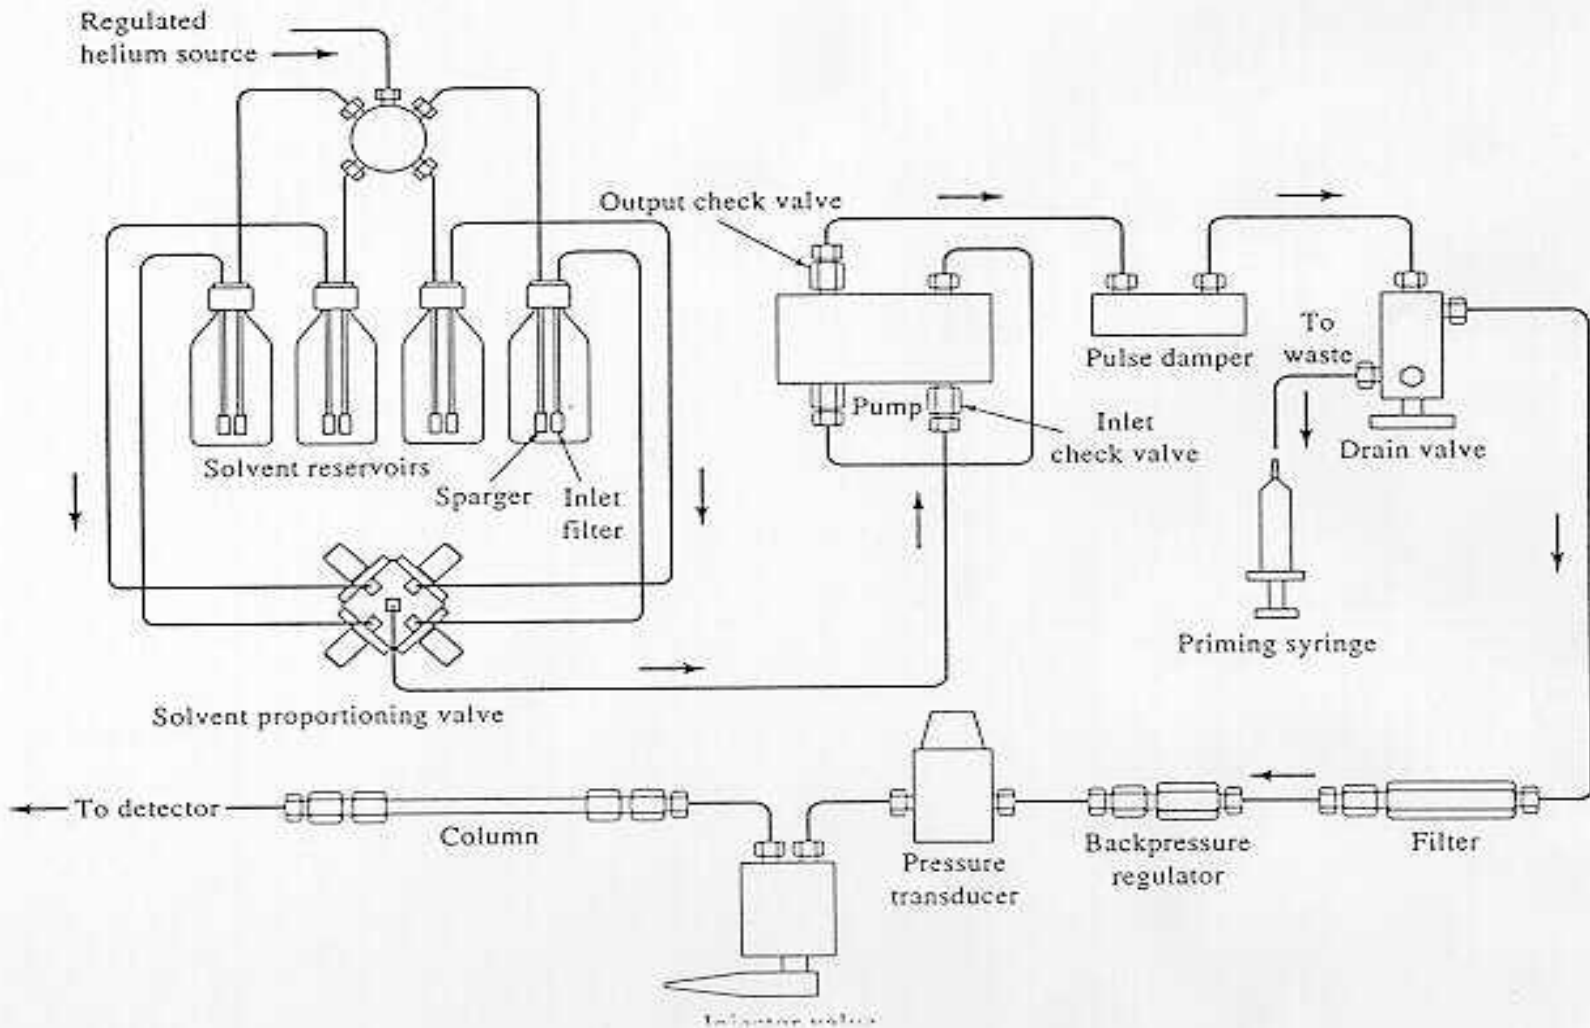 Regulated
helium source
Output check valve
To
waste
Pulse damper
Pump
Inlet
check valve
Drain valve
Solvent reservoirs
Sparger
Inlet
filter
Priming syringe
Solvent proportioning valve
To detector
Column
Pressure
transducer
Backpressure
regulator
Filter